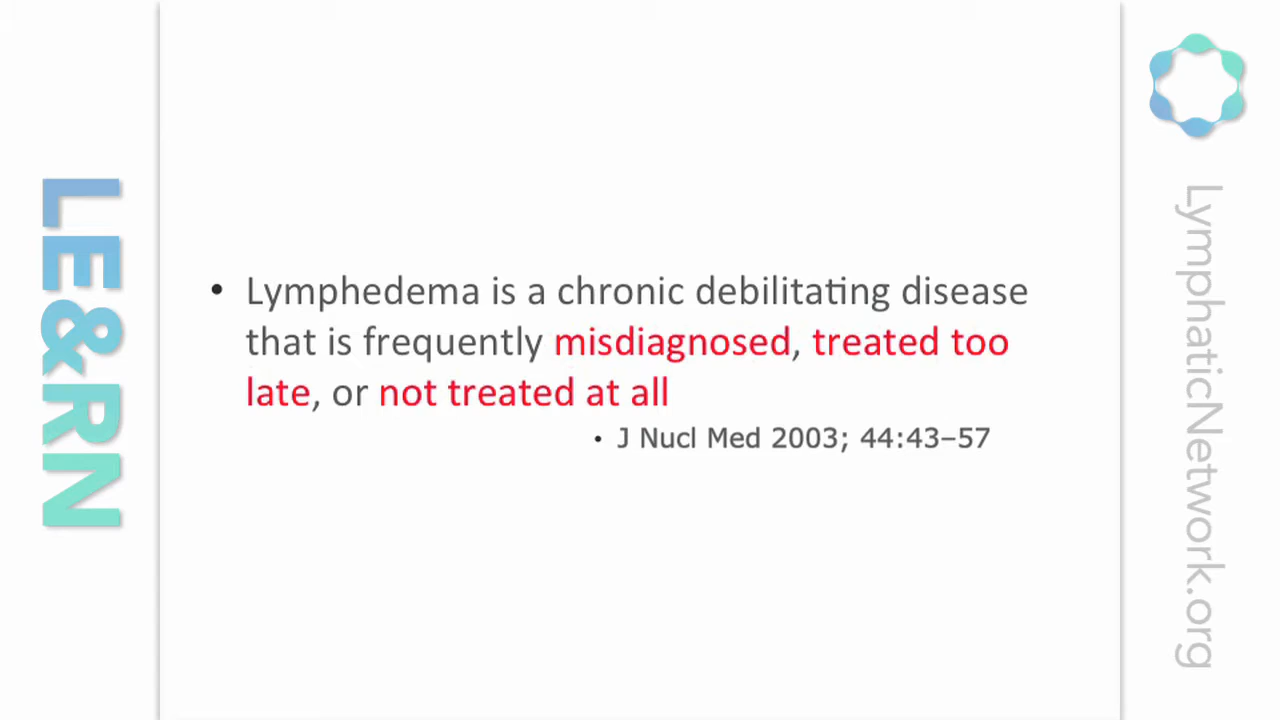 LE&RN
• Lymphedema is a chronic debilitating disease
that is frequently misdiagnosed, treated too
late, or not treated at all
• J Nucl Med 2003; 44:43–57
LymphaticNetwork.org